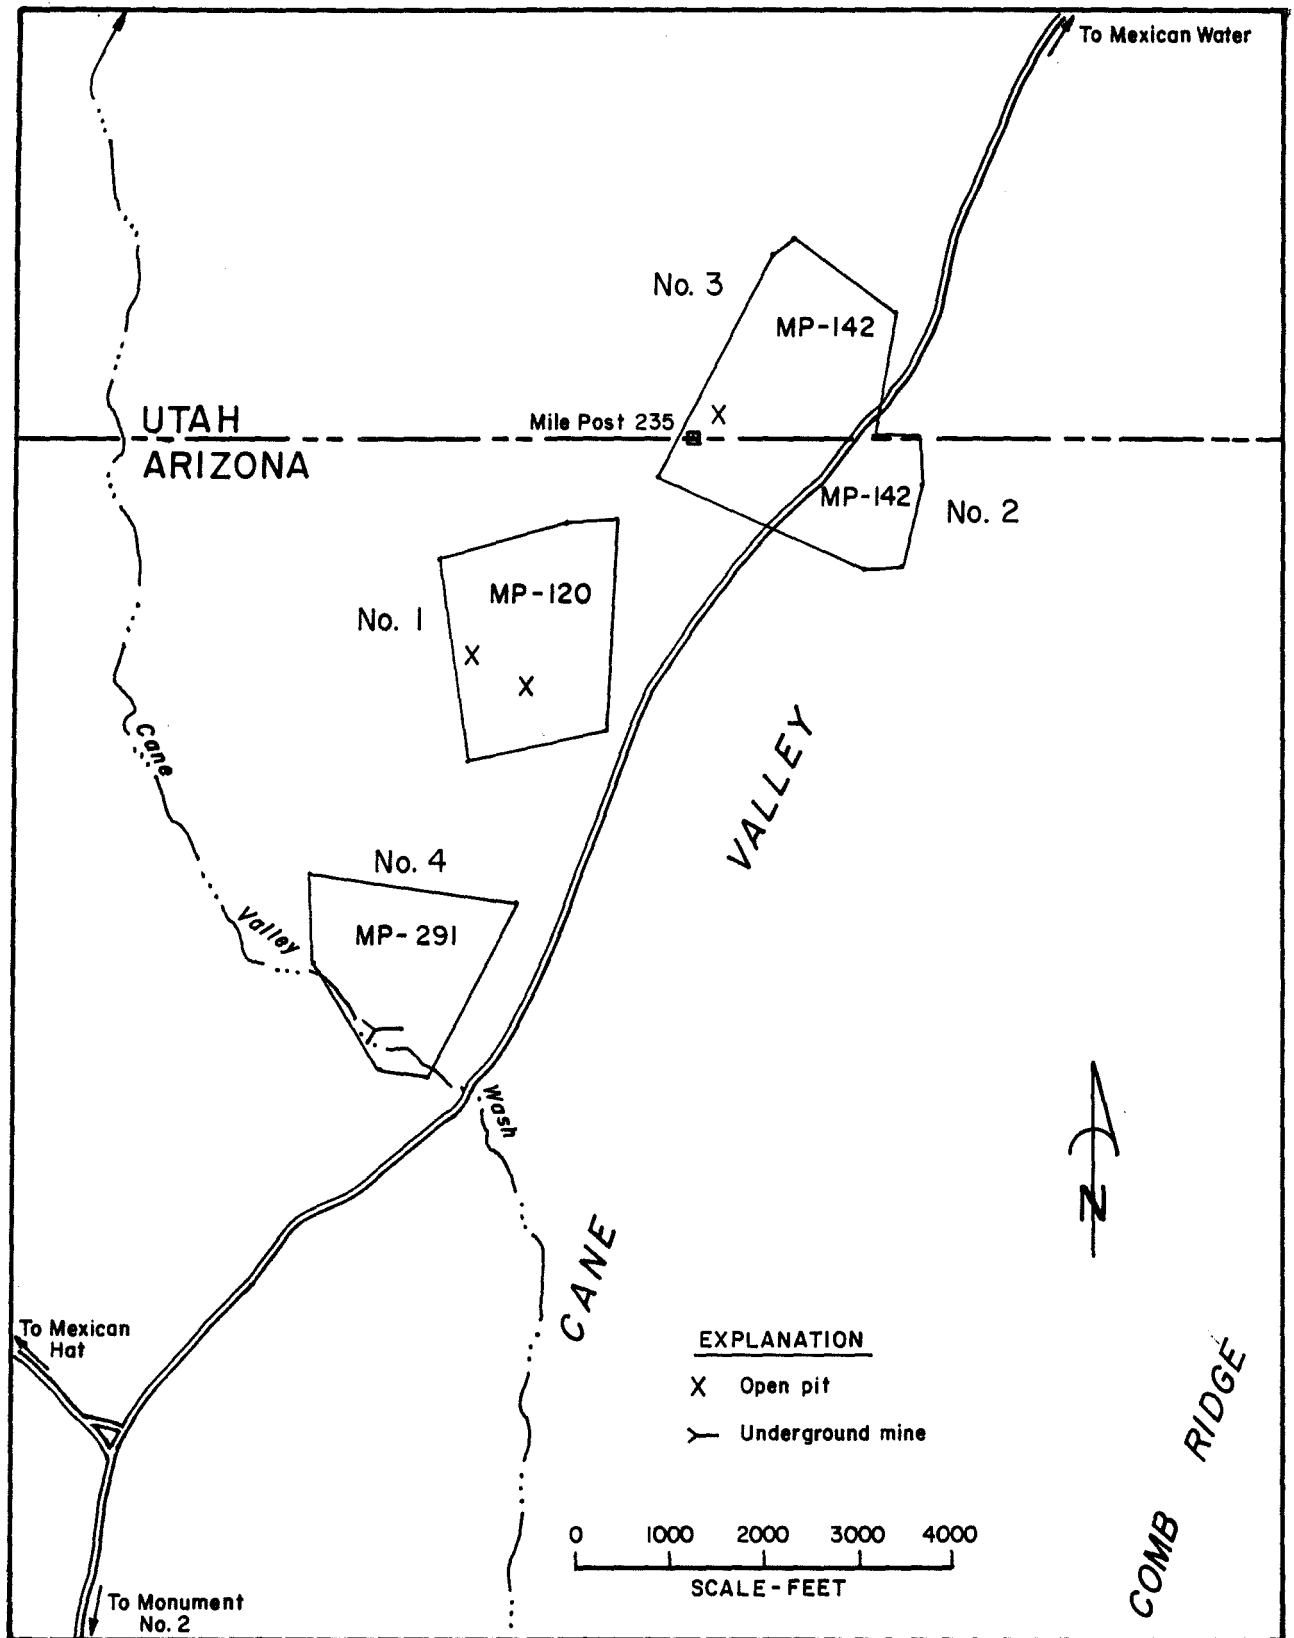 To Mexican Water
No. 3
MP-142
Mile Post 235
UTAH
ARIZONA
MP-142
No. 2
MP-120
No. 1
Cane
VALLEY
No. 4
Valley
MP-291
Wash
N
CANE
To Mexican
Hat
EXPLANATION
X Open pit
Underground mine
RIDGE
0 1000 2000 3000 4000
SCALE-FEET
COMB
To Monument
No. 2